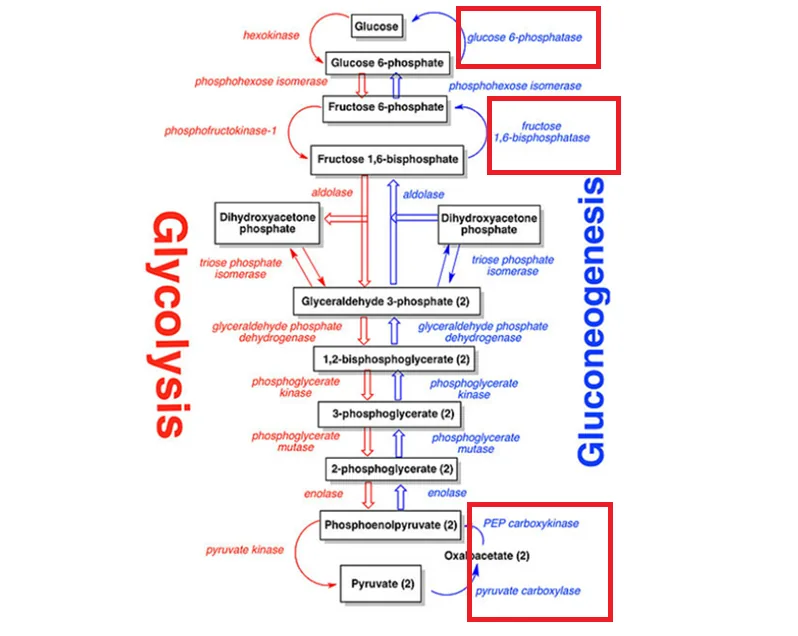 Glucose
hexokinase
glucose 6-phosphatase
Glucose 6-phosphate
phosphohexose isomerase
phosphohexose isomerase
Fructose 6-phosphate
phosphofructokinase-1
fructose
1,6-bisphosphatase
Fructose 1,6-bisphosphate
aldolase
aldolase
Dihydroxyacetone
phosphate
Dihydroxyacetone
phosphate
triose phosphate
isomerase
triose phosphate
isomerase
Glycolysis
Gluconeogenesis
Glyceraldehyde 3-phosphate (2)
glyceraldehyde phosphate
dehydrogenase
glyceraldehyde phosphate
dehydrogenase
1,2-bisphosphoglycerate (2)
phosphoglycerate
kinase
phosphoglycerate
kinase
3-phosphoglycerate (2)
phosphoglycerate
mutase
phosphoglycerate
mutase
2-phosphoglycerate (2)
enolase
enolase
Phosphoenolpyruvate (2)
PEP carboxykinase
pyruvate kinase
Oxaloacetate (2)
Pyruvate (2)
pyruvate carboxylase